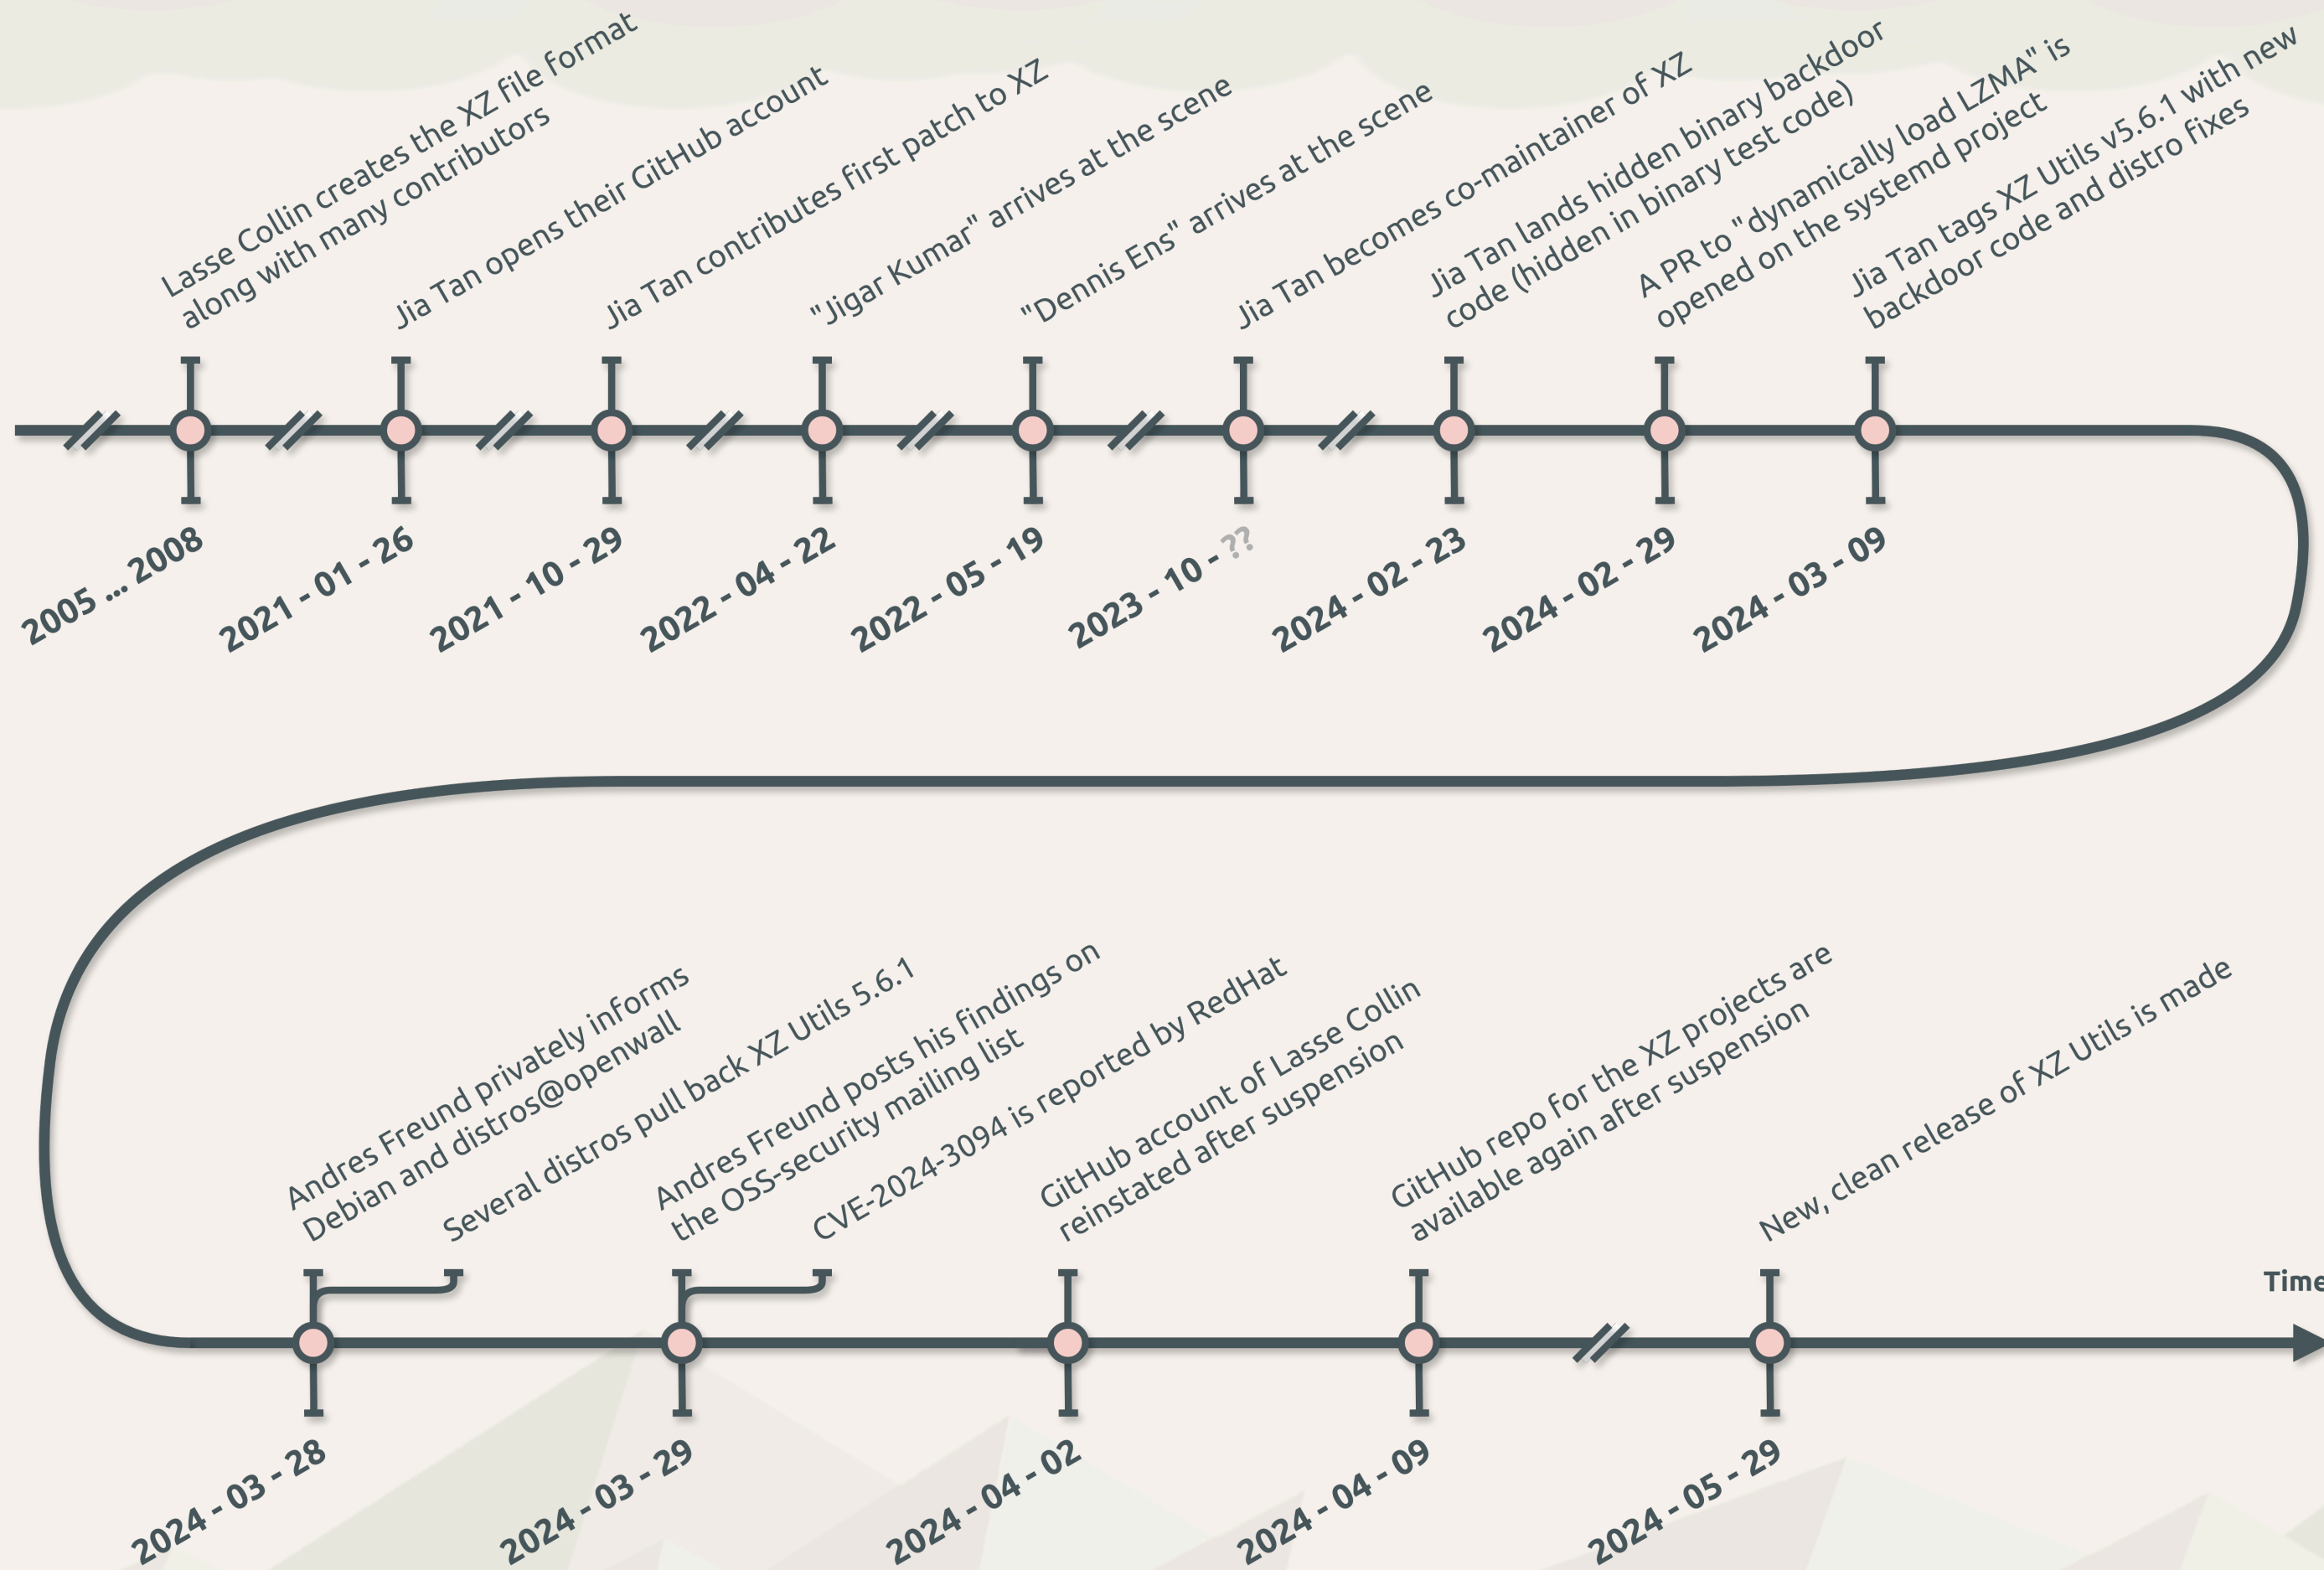 Lasse Collin creates the XZ file format
along with many contributors
Jia Tan opens their GitHub account
Jia Tan contributes first patch to XZ
"Jigar Kumar" arrives at the scene
"Dennis Ens" arrives at the scene
Jia Tan becomes co-maintainer of XZ
Jia Tan lands hidden binary backdoor
code (hidden in binary test code)
A PR to "dynamically load LZMA" is
opened on the systemd project
Jia Tan tags XZ Utils v5.6.1 with new
backdoor code and distro fixes
2005 ... 2008
2021 - 01 - 26
2021 - 10 - 29
2022 - 04 - 22
2022 - 05 - 19
2023 - 10 - ??
2024 - 02 - 23
2024 - 02 - 29
2024 - 03 - 09
Andres Freund privately informs
Debian and distros@openwall
Several distros pull back XZ Utils 5.6.1
Andres Freund posts his findings on
the OSS-security mailing list
CVE-2024-3094 is reported by RedHat
GitHub account of Lasse Collin
reinstated after suspension
GitHub repo for the XZ projects are
available again after suspension
New, clean release of XZ Utils is made
Time
2024 - 03 - 28
2024 - 03 - 29
2024 - 04 - 02
2024 - 04 - 09
2024 - 05 - 29